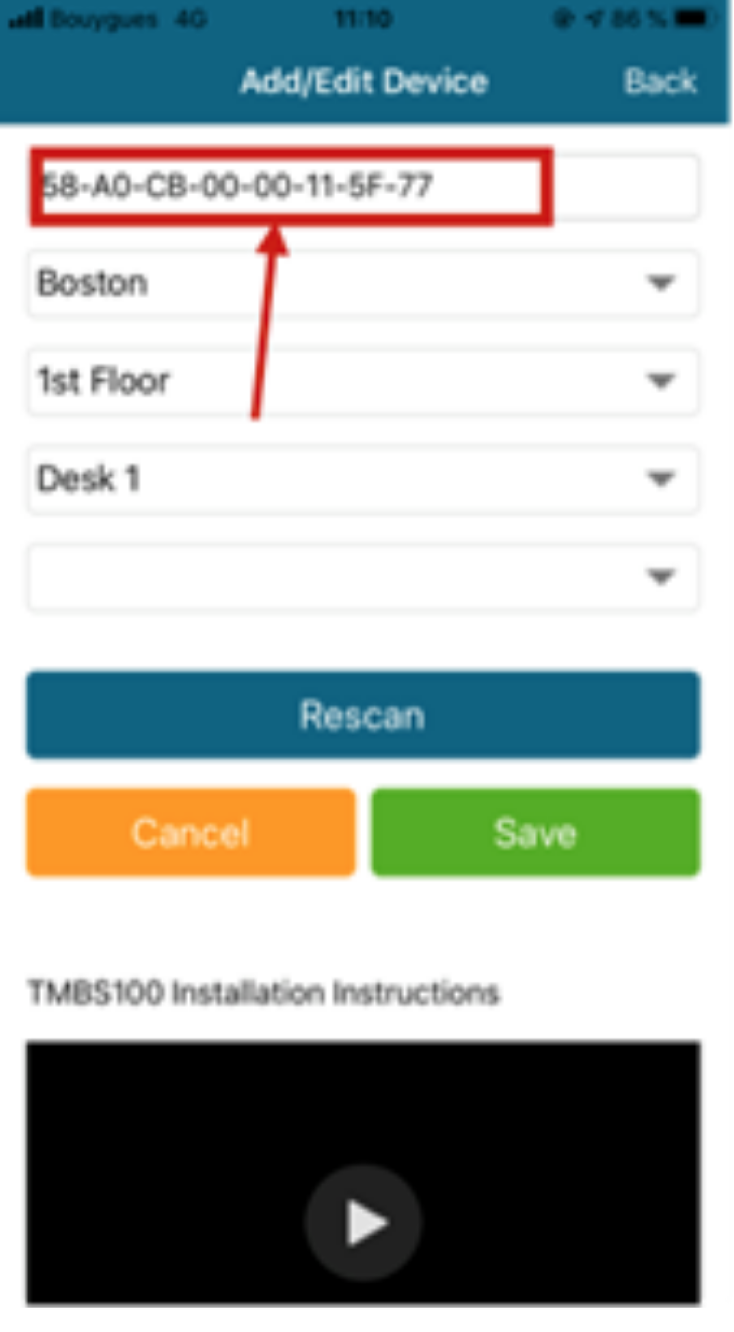 Bouygues 4G 11:10 86 %
Add/Edit Device Back
58-A0-CB-00-00-11-5F-77
Boston
1st Floor
Desk 1
Rescan
Cancel Save
TMBS100 Installation Instructions